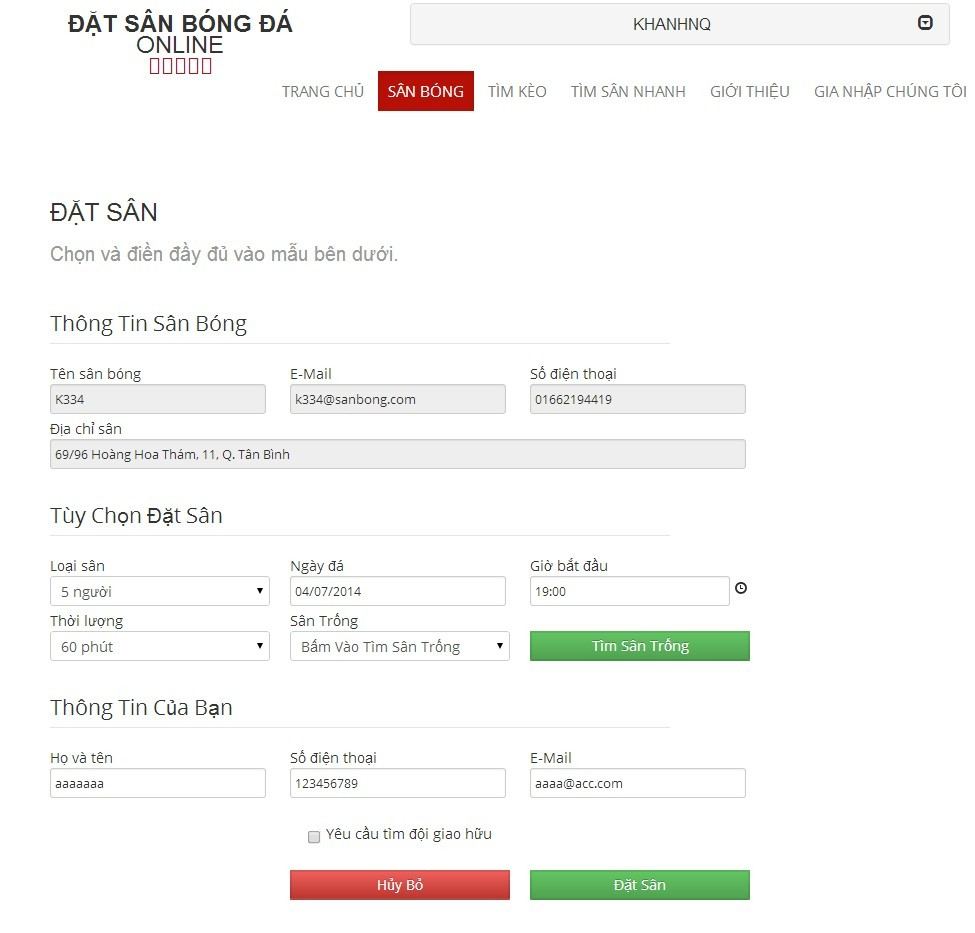 ĐẶT SÂN BÓNG ĐÁ
ONLINE
KHANHNQ
TRANG CHỦ SÂN BÓNG TÌM KÈO TÌM SÂN NHANH GIỚI THIỆU GIA NHẬP CHÚNG TÔI
ĐẶT SÂN
Chọn và điền đầy đủ vào mẫu bên dưới.
Thông Tin Sân Bóng
Tên sân bóng E-Mail Số điện thoại
K334 k334@sanbong.com 01662194419
Địa chỉ sân
69/96 Hoàng Hoa Thám, 11, Q. Tân Bình
Tùy Chọn Đặt Sân
Loại sân Ngày đá Giờ bắt đầu
5 người 04/07/2014 19:00
Thời lượng Sân Trống
60 phút Bấm Vào Tìm Sân Trống Tìm Sân Trống
Thông Tin Của Bạn
Họ và tên Số điện thoại E-Mail
aaaaaaa 123456789 aaaa@acc.com
Yêu cầu tìm đội giao hữu
Hủy Bỏ Đặt Sân